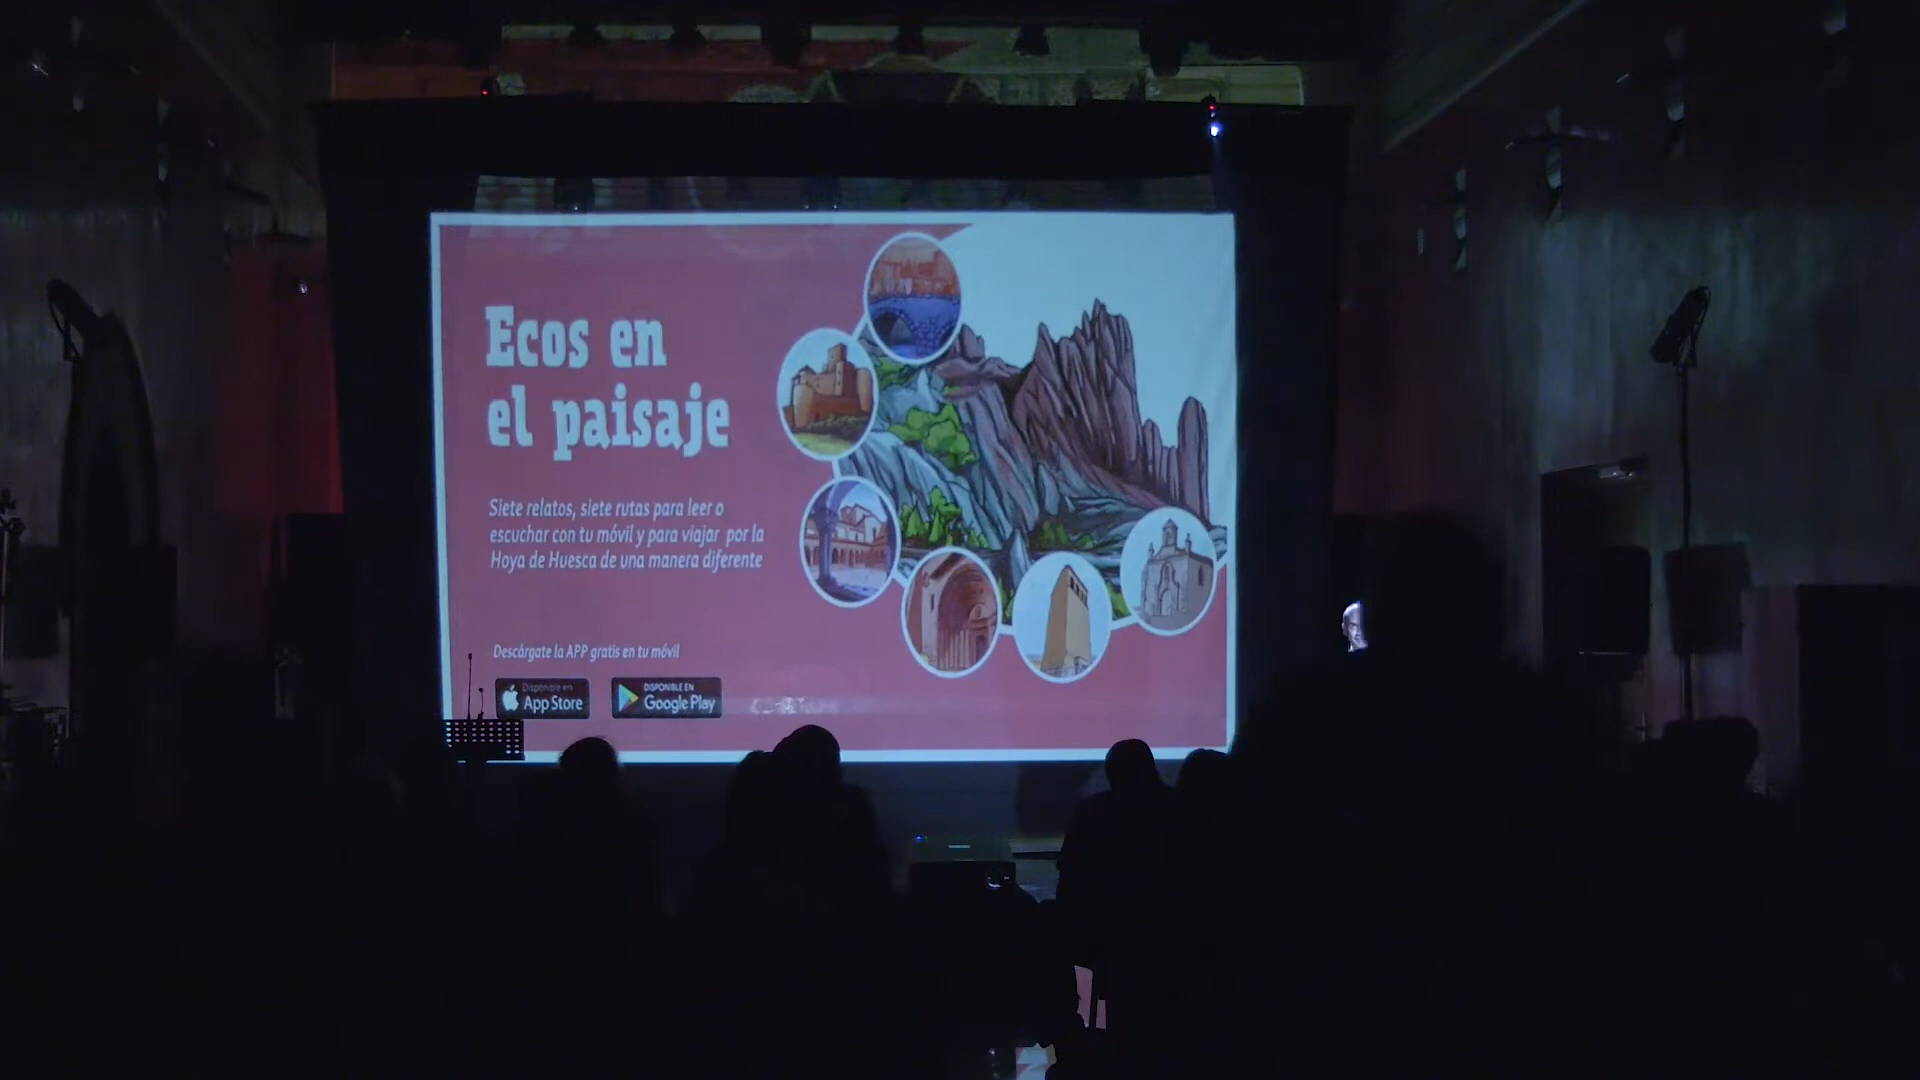 Ecos en
el paisaje
Siete relatos, siete rutas para leer o
escuchar con tu móvil y para viajar por la
Hoya de Huesca de una manera diferente
Descárgate la APP gratis en tu móvil
Disponible en
App Store
DISPONIBLE EN
Google Play